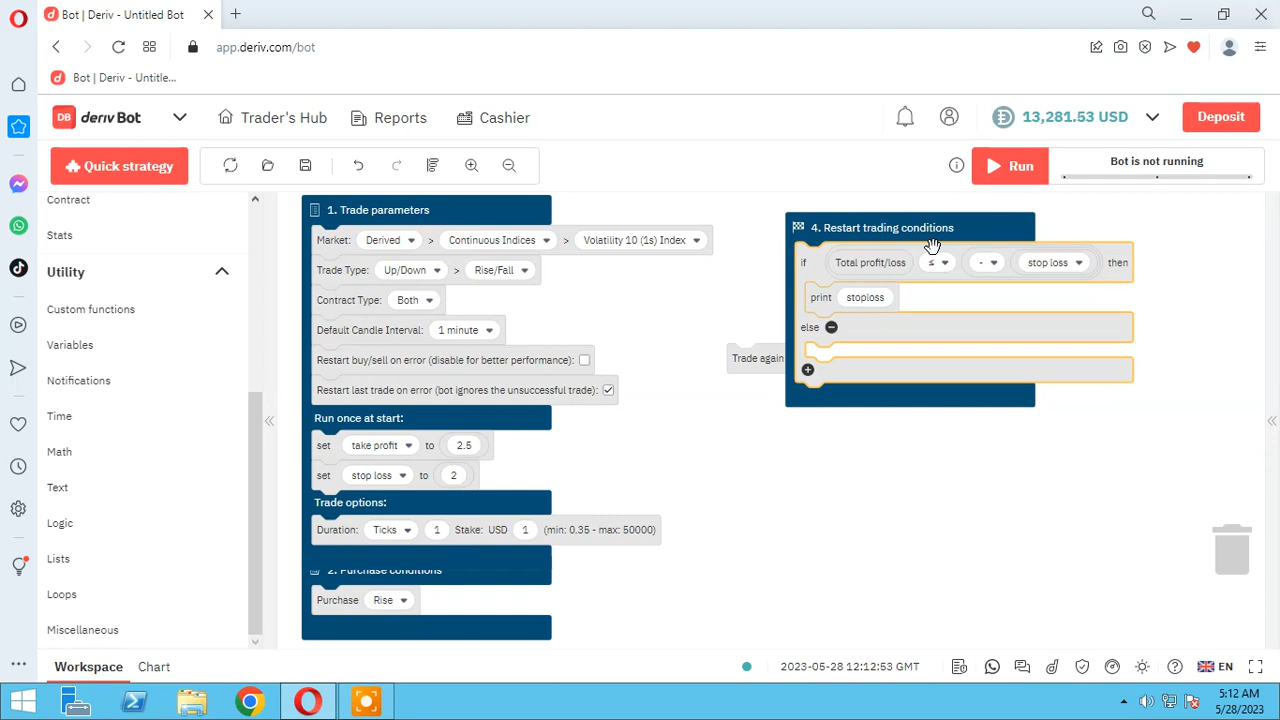 Bot | Deriv - Untitled Bot
app.deriv.com/bot
Bot | Deriv - Untitle...
DB deriv Bot
Trader's Hub
Reports
Cashier
13,281.53 USD
Deposit
Quick strategy
Run
Bot is not running
Contract
Stats
Utility
Custom functions
Variables
Notifications
Time
Math
Text
Logic
Lists
Loops
Miscellaneous
1. Trade parameters
Market: Derived > Continuous Indices > Volatility 10 (1s) Index
Trade Type: Up/Down > Rise/Fall
Contract Type: Both
Default Candle Interval: 1 minute
Restart buy/sell on error (disable for better performance):
Restart last trade on error (bot ignores the unsuccessful trade):
Run once at start:
set take profit to 2.5
set stop loss to 2
Trade options:
Duration: Ticks 1 Stake: USD 1 (min: 0.35 - max: 50000)
2. Purchase conditions
Purchase Rise
Trade again
4. Restart trading conditions
if Total profit/loss ≤ - stop loss then
print stoploss
else
Workspace
Chart
2023-05-28 12:12:53 GMT
EN
5:12 AM
5/28/2023